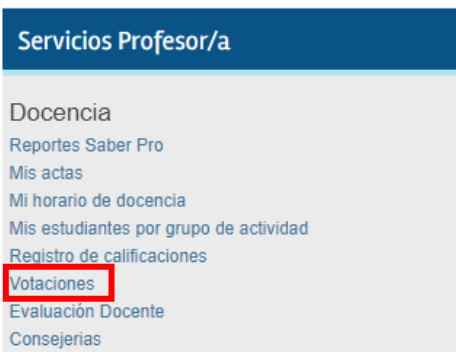 Servicios Profesor/a
Docencia
Reportes Saber Pro
Mis actas
Mi horario de docencia
Mis estudiantes por grupo de actividad
Registro de calificaciones
Votaciones
Evaluación Docente
Consejerias